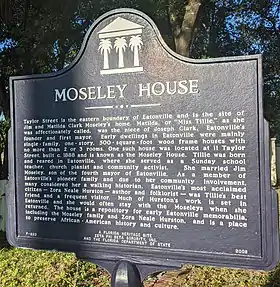 MOSELEY HOUSE
Taylor Street is the eastern boundary of Eatonville and is the site of
Jim and Matilda Clark Moseley's home. Matilda, or "Miss Tillie," as she
was affectionately called, was the niece of Joseph Clark, Eatonville's
founder and first mayor. Early dwellings in Eatonville were mainly
single-family, one-story, 500-square-foot wood frame houses with
no more than 2 or 3 rooms. One such house was located at 11 Taylor
Street, built c. 1888 and is known as the Moseley House. Tillie was born
and reared in Eatonville, where she served as a Sunday school
teacher, church pianist and community activist. She married Jim
Moseley, son of the fourth mayor of Eatonville. As a member of
Eatonville's pioneer family and due to her community involvement,
many considered her a walking historian. Eatonville's most acclaimed
citizen — Zora Neale Hurston — author and folklorist — was Tillie's best
friend and a frequent visitor. Much of Hurston's work is set in
Eatonville and she would often stay with the Moseleys when she
returned. The house is a repository for early Eatonville memorabilia,
including the Moseley family and Zora Neale Hurston, and is a place
to preserve African-American history and culture.
A FLORIDA HERITAGE SITE
AND THE FLORIDA DEPARTMENT OF STATE